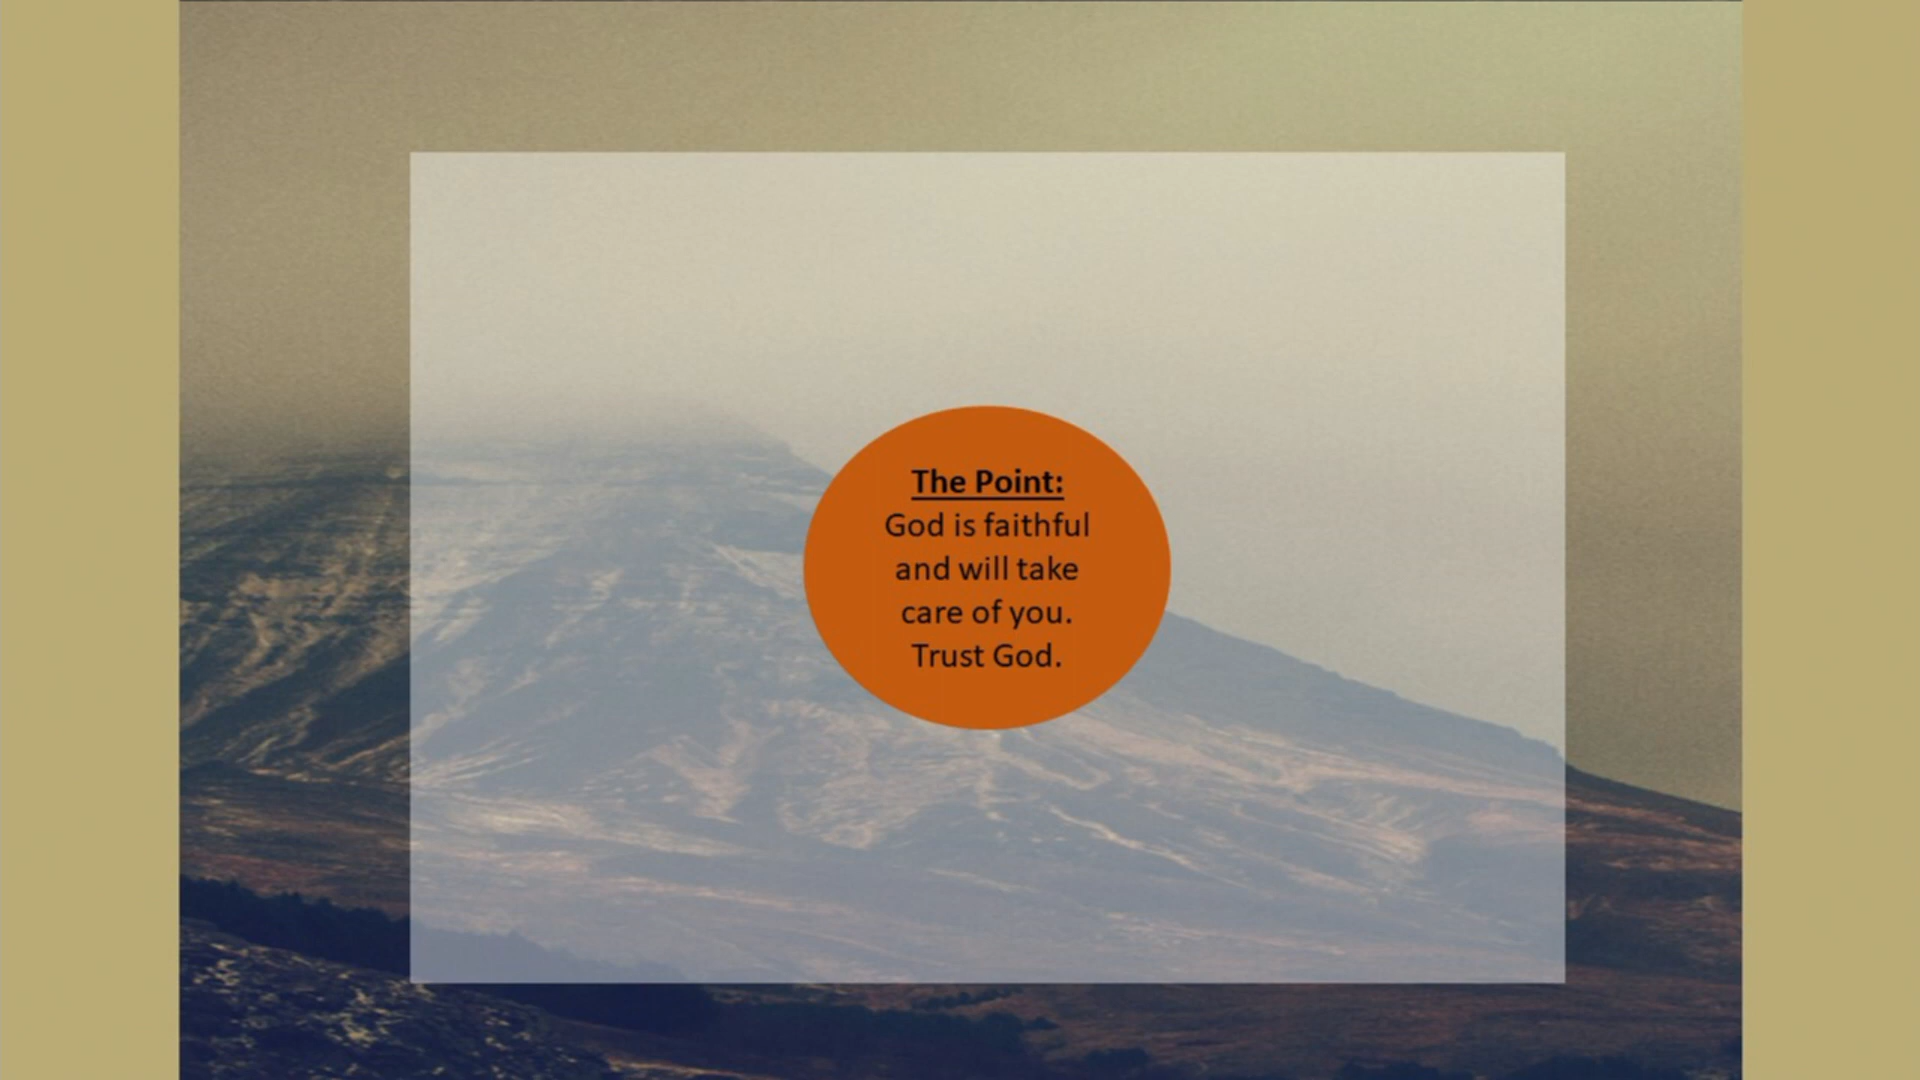 The Point:
God is faithful
and will take
care of you.
Trust God.